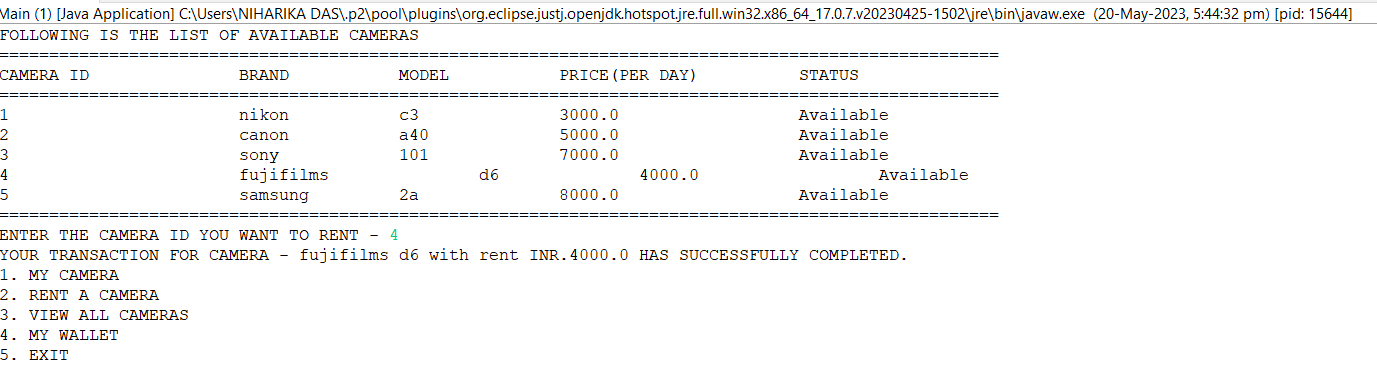 Main (1) [Java Application] C:\Users\NIHARIKA DAS\.p2\pool\plugins\org.eclipse.justj.openjdk.hotspot.jre.full.win32.x86_64_17.0.7.v20230425-1502\jre\bin\javaw.exe (20-May-2023, 5:44:32 pm) [pid: 15644]
FOLLOWING IS THE LIST OF AVAILABLE CAMERAS
====================================================================================================
CAMERA ID BRAND MODEL PRICE(PER DAY) STATUS
====================================================================================================
1 nikon c3 3000.0 Available
2 canon a40 5000.0 Available
3 sony 101 7000.0 Available
4 fujifilms d6 4000.0 Available
5 samsung 2a 8000.0 Available
====================================================================================================
ENTER THE CAMERA ID YOU WANT TO RENT - 4
YOUR TRANSACTION FOR CAMERA - fujifilms d6 with rent INR.4000.0 HAS SUCCESSFULLY COMPLETED.
1. MY CAMERA
2. RENT A CAMERA
3. VIEW ALL CAMERAS
4. MY WALLET
5. EXIT